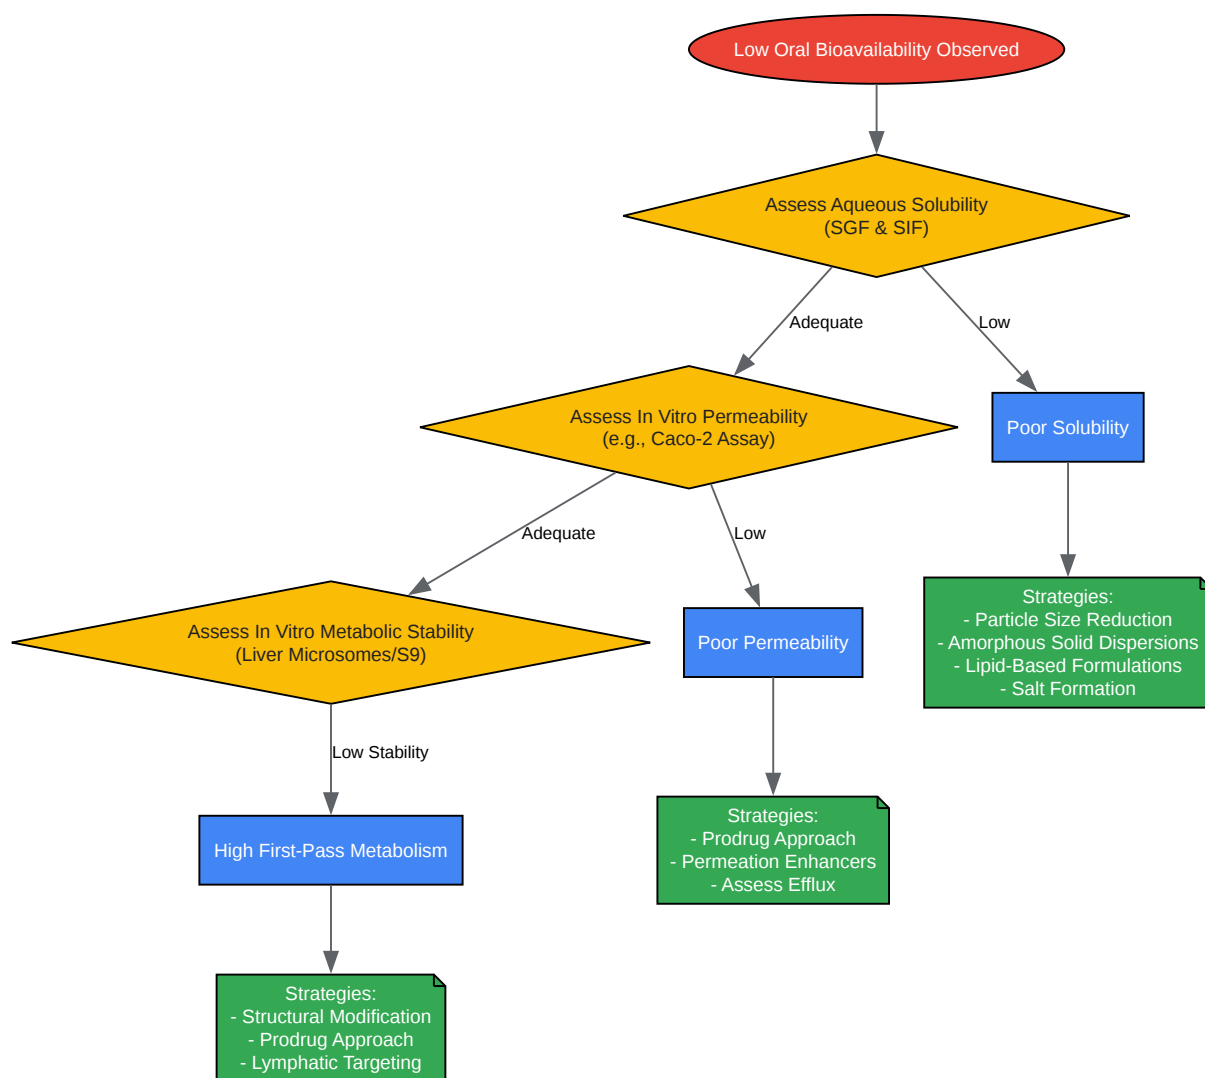 Low Oral Bioavailability Observed
Assess Aqueous Solubility
(SGF & SIF)
Adequate
Low
Assess In Vitro Permeability
(e.g., Caco-2 Assay)
Poor Solubility
Adequate
Low
Strategies:
- Particle Size Reduction
- Amorphous Solid Dispersions
- Lipid-Based Formulations
- Salt Formation
Assess In Vitro Metabolic Stability
(Liver Microsomes/S9)
Poor Permeability
Low Stability
Strategies:
- Prodrug Approach
- Permeation Enhancers
- Assess Efflux
High First-Pass Metabolism
Strategies:
- Structural Modification
- Prodrug Approach
- Lymphatic Targeting